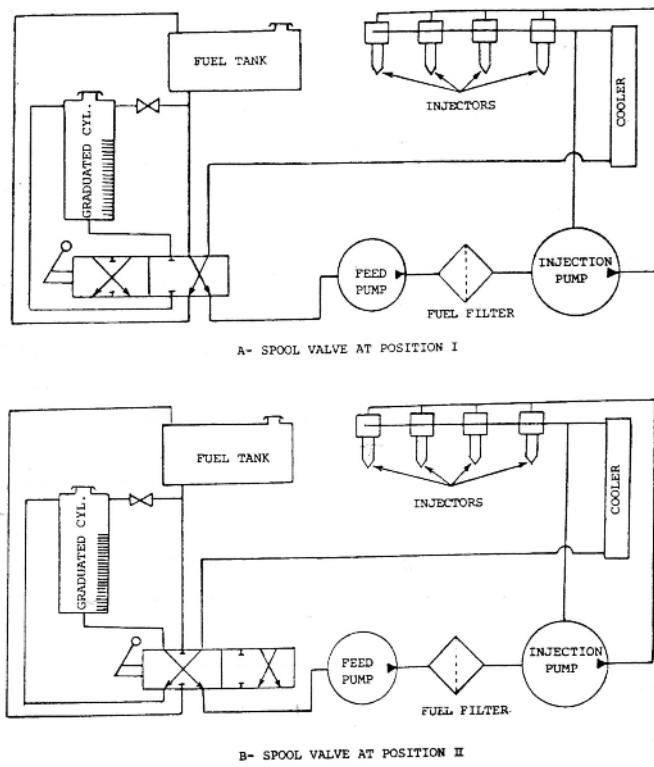 FUEL TANK
GRADUATED CYL.
INJECTORS
COOLER
FEED
PUMP
FUEL FILTER
INJECTION
PUMP
A- SPOOL VALVE AT POSITION I
FUEL TANK
GRADUATED CYL.
INJECTORS
COOLER
FEED
PUMP
FUEL FILTER
INJECTION
PUMP
B- SPOOL VALVE AT POSITION II